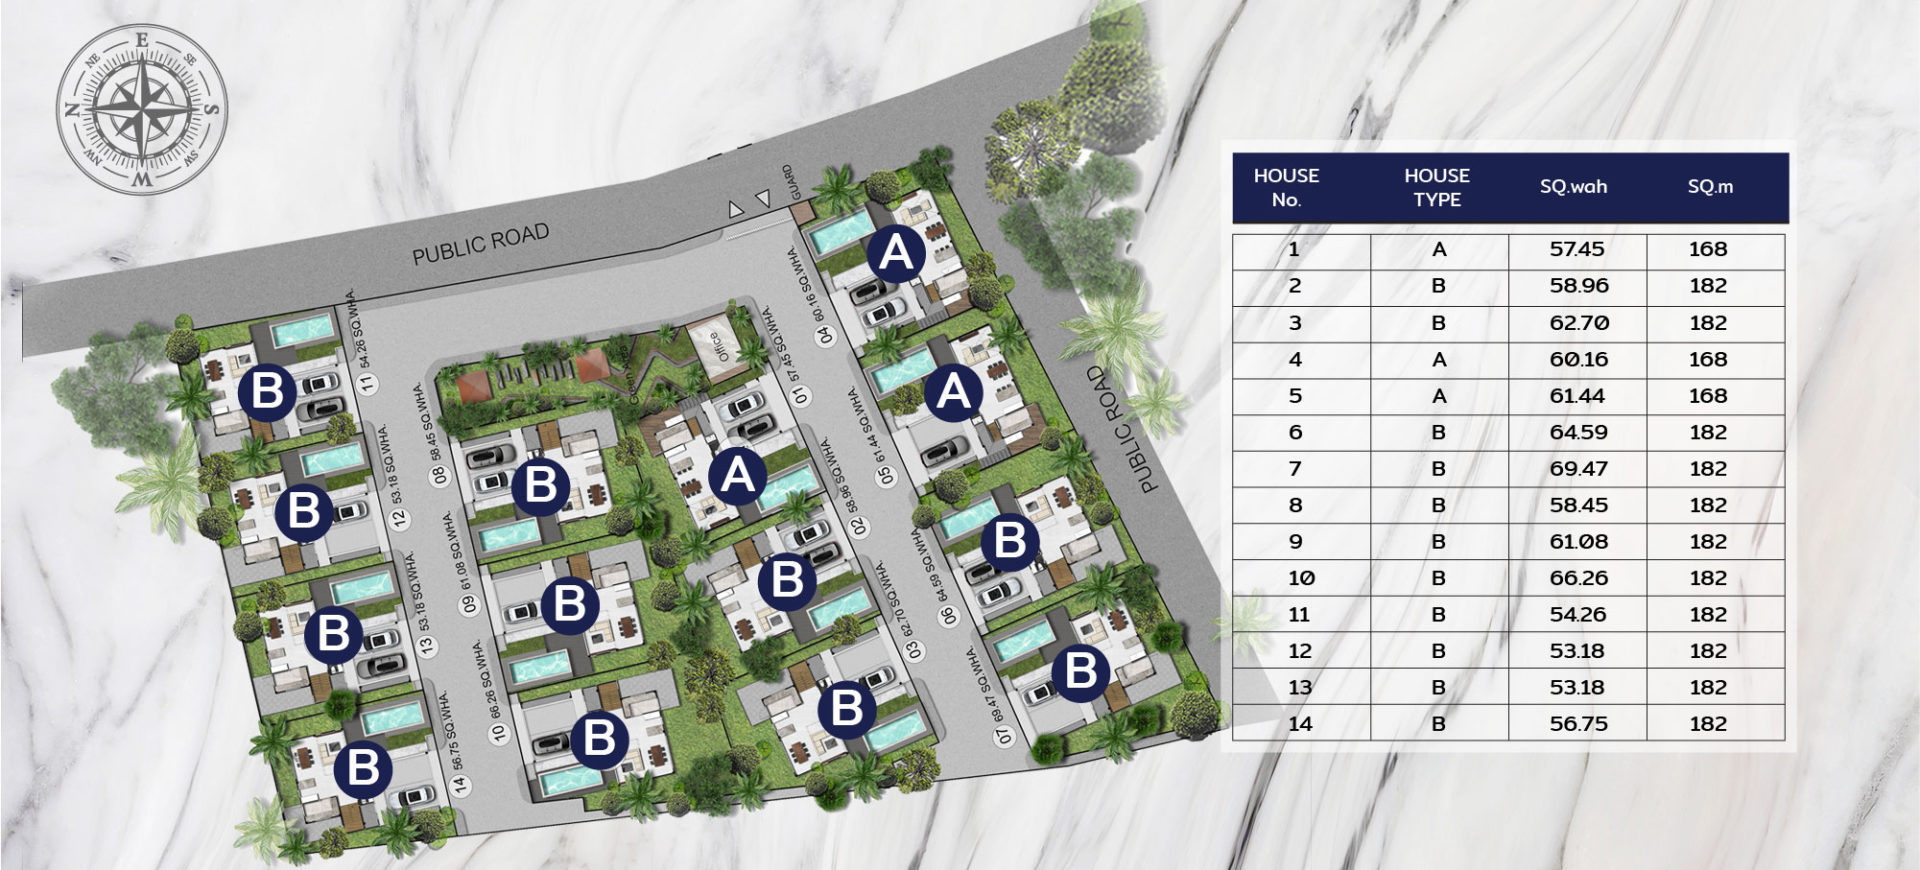 E
NE
SE
N
S
NW
SW
W
PUBLIC ROAD
GUARD
PUBLIC ROAD
Office
Green Area
A
A
A
B
B
B
B
B
B
B
B
B
B
B
01 57.45 SQ.WHA.
02 58.96 SQ.WHA.
03 62.70 SQ.WHA.
04 60.16 SQ.WHA.
05 61.44 SQ.WHA.
06 64.59 SQ.WHA.
07 69.47 SQ.WHA.
08 58.45 SQ.WHA.
09 61.08 SQ.WHA.
10 66.26 SQ.WHA.
11 54.26 SQ.WHA.
12 53.18 SQ.WHA.
13 53.18 SQ.WHA.
14 56.75 SQ.WHA.
HOUSE No. HOUSE TYPE SQ.wah SQ.m
1 A 57.45 168
2 B 58.96 182
3 B 62.70 182
4 A 60.16 168
5 A 61.44 168
6 B 64.59 182
7 B 69.47 182
8 B 58.45 182
9 B 61.08 182
10 B 66.26 182
11 B 54.26 182
12 B 53.18 182
13 B 53.18 182
14 B 56.75 182